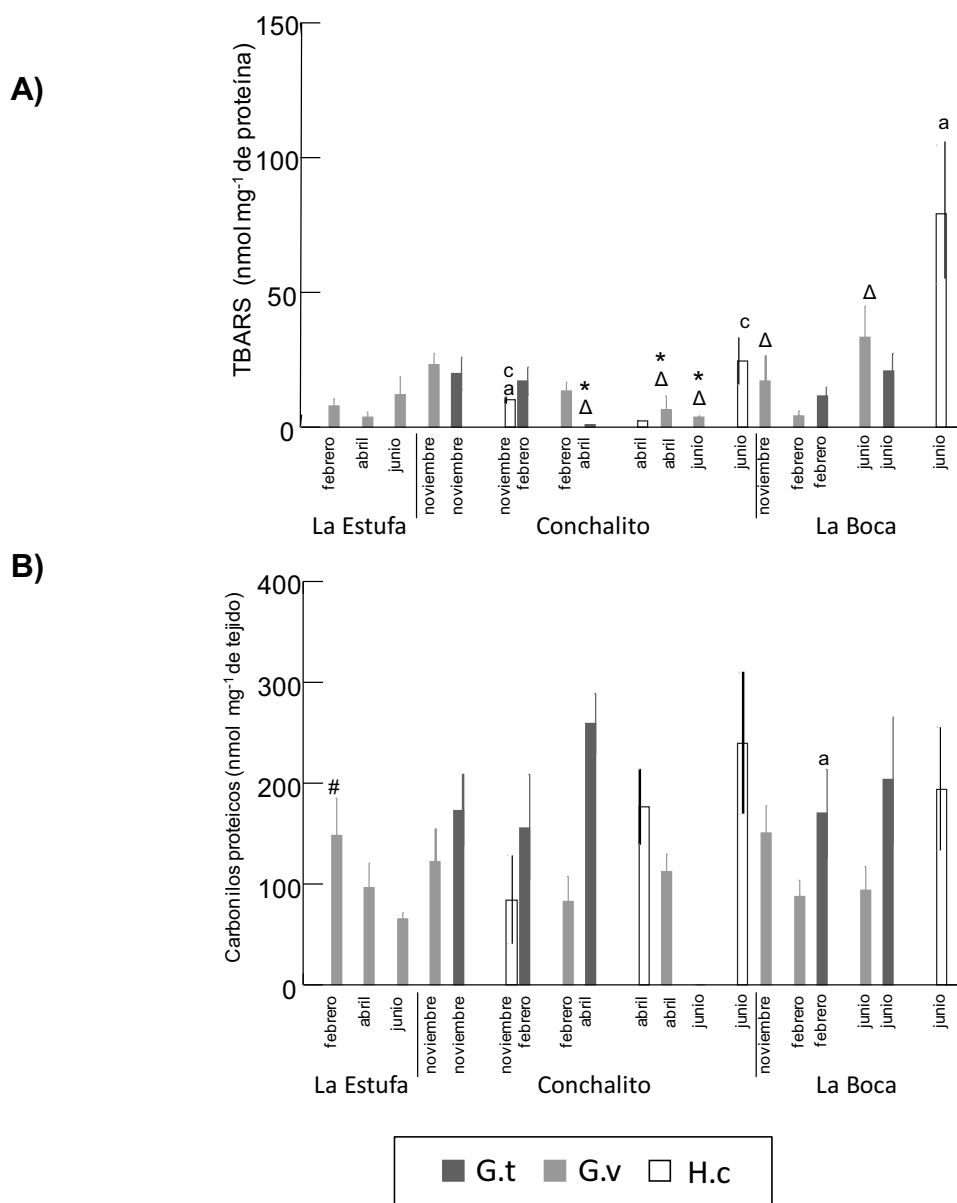 A)
TBARS (nmol mg⁻¹ de proteína)
150
100
50
0
a
c
Δ
Δ
*
Δ
*
Δ
*
Δ
c
a
febrero
abril
junio
noviembre
noviembre
noviembre
febrero
febrero
abril
abril
abril
junio
junio
noviembre
febrero
febrero
junio
junio
junio
La Estufa
Conchalito
La Boca
B)
Carbonilos proteicos (nmol mg⁻¹ de tejido)
400
300
200
100
0
#
a
febrero
abril
junio
noviembre
noviembre
noviembre
febrero
febrero
abril
abril
abril
junio
junio
noviembre
febrero
febrero
junio
junio
junio
La Estufa
Conchalito
La Boca
G.t G.v H.c